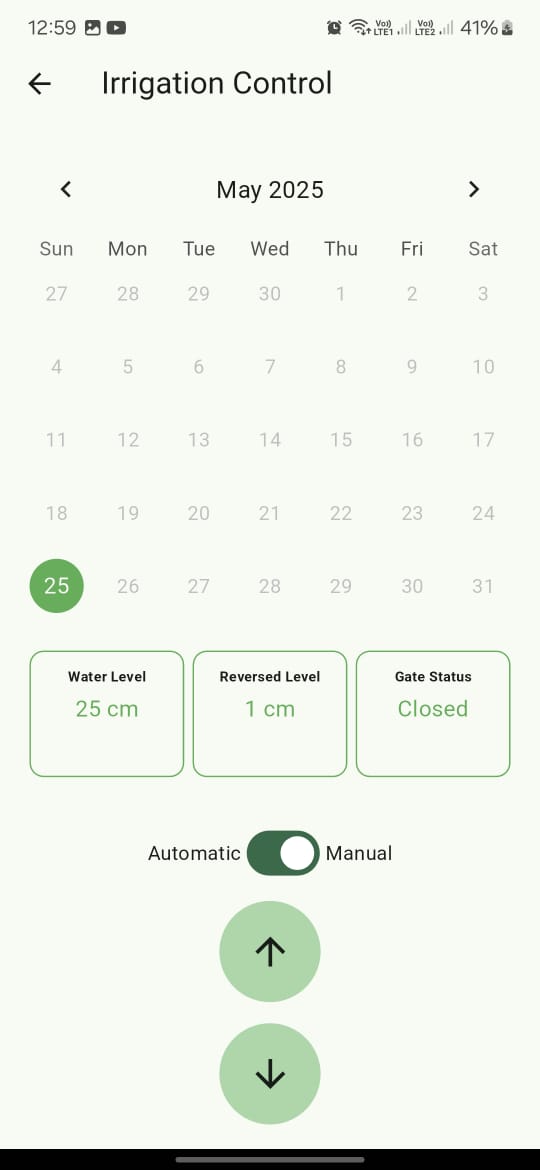 12:59 Vo)) LTE1 Vo)) LTE2 41%
Irrigation Control
May 2025
Sun Mon Tue Wed Thu Fri Sat
27 28 29 30 1 2 3
4 5 6 7 8 9 10
11 12 13 14 15 16 17
18 19 20 21 22 23 24
25 26 27 28 29 30 31
Water Level Reversed Level Gate Status
25 cm 1 cm Closed
Automatic Manual